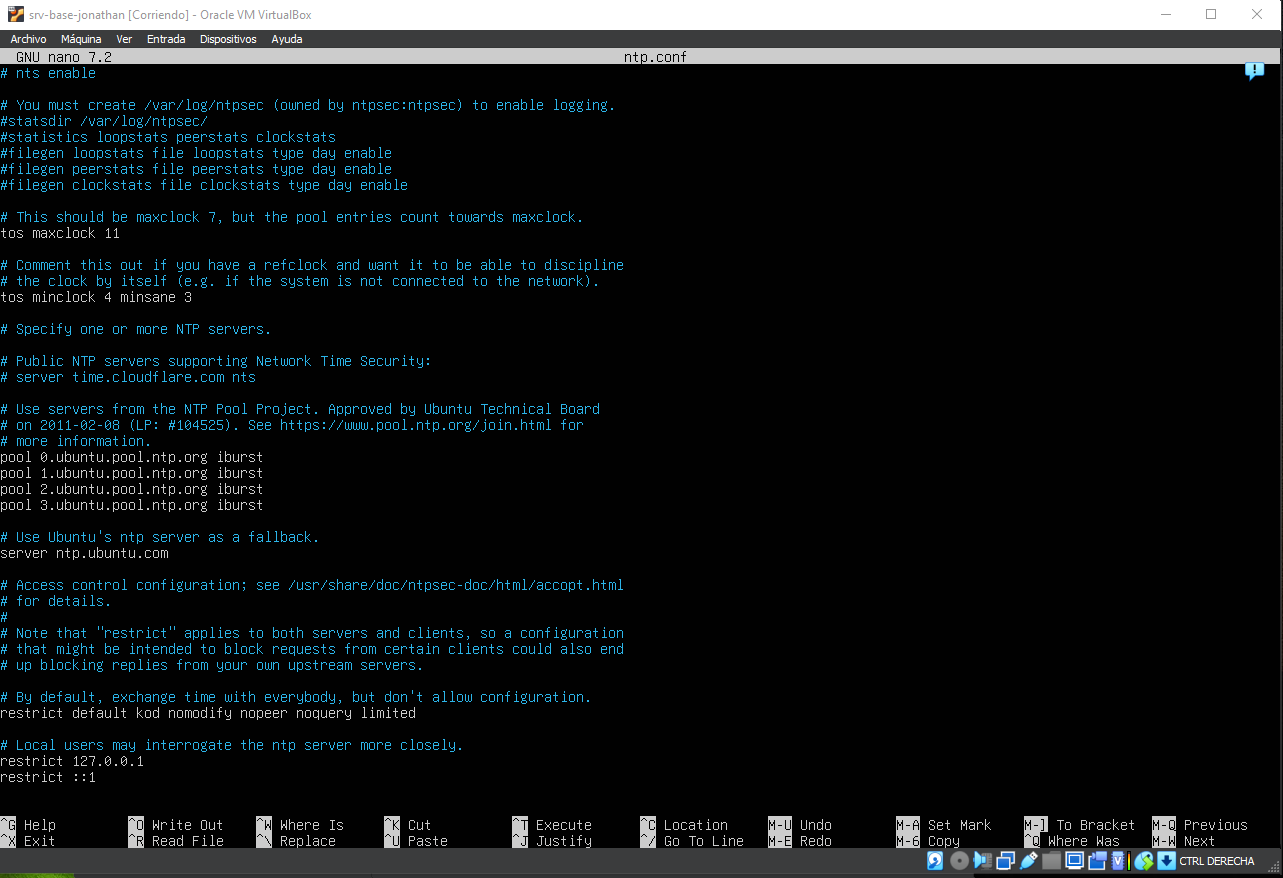 srv-base-jonathan [Corriendo] - Oracle VM VirtualBox
Archivo Máquina Ver Entrada Dispositivos Ayuda
GNU nano 7.2 ntp.conf
# nts enable
# You must create /var/log/ntpsec (owned by ntpsec:ntpsec) to enable logging.
#statsdir /var/log/ntpsec/
#statistics loopstats peerstats clockstats
#filegen loopstats file loopstats type day enable
#filegen peerstats file peerstats type day enable
#filegen clockstats file clockstats type day enable
# This should be maxclock 7, but the pool entries count towards maxclock.
tos maxclock 11
# Comment this out if you have a refclock and want it to be able to discipline
# the clock by itself (e.g. if the system is not connected to the network).
tos minclock 4 minsane 3
# Specify one or more NTP servers.
# Public NTP servers supporting Network Time Security:
# server time.cloudflare.com nts
# Use servers from the NTP Pool Project. Approved by Ubuntu Technical Board
# on 2011-02-08 (LP: #104525). See https://www.pool.ntp.org/join.html for
# more information.
pool 0.ubuntu.pool.ntp.org iburst
pool 1.ubuntu.pool.ntp.org iburst
pool 2.ubuntu.pool.ntp.org iburst
pool 3.ubuntu.pool.ntp.org iburst
# Use Ubuntu's ntp server as a fallback.
server ntp.ubuntu.com
# Access control configuration; see /usr/share/doc/ntpsec-doc/html/accopt.html
# for details.
#
# Note that "restrict" applies to both servers and clients, so a configuration
# that might be intended to block requests from certain clients could also end
# up blocking replies from your own upstream servers.
# By default, exchange time with everybody, but don't allow configuration.
restrict default kod nomodify nopeer noquery limited
# Local users may interrogate the ntp server more closely.
restrict 127.0.0.1
restrict ::1
^G Help ^O Write Out ^W Where Is ^K Cut ^T Execute ^C Location M-U Undo M-A Set Mark M-] To Bracket M-Q Previous
^X Exit ^R Read File ^\ Replace ^U Paste ^J Justify ^/ Go To Line M-E Redo M-6 Copy ^Q Where Was M-W Next
CTRL DERECHA